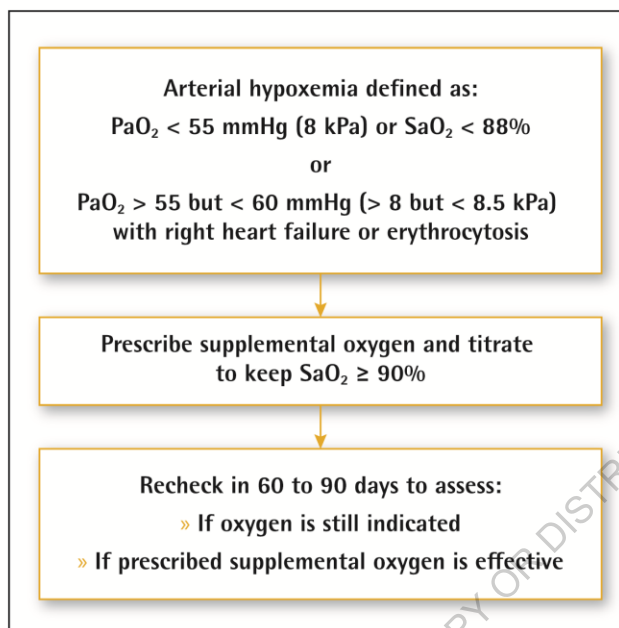 Arterial hypoxemia defined as:
PaO₂ < 55 mmHg (8 kPa) or SaO₂ < 88%
or
PaO₂ > 55 but < 60 mmHg (> 8 but < 8.5 kPa)
with right heart failure or erythrocytosis
Prescribe supplemental oxygen and titrate
to keep SaO₂ ≥ 90%
Recheck in 60 to 90 days to assess:
» If oxygen is still indicated
» If prescribed supplemental oxygen is effective
PY OR DISTR